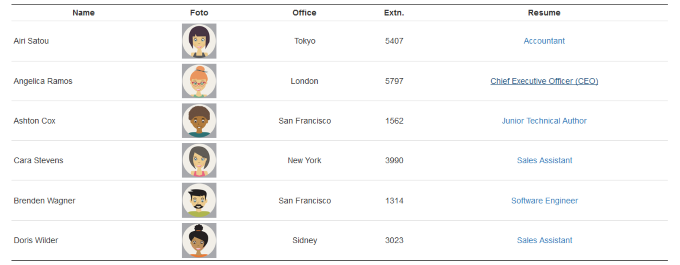 Name Foto Office Extn. Resume
Airi Satou Tokyo 5407 Accountant
Angelica Ramos London 5797 Chief Executive Officer (CEO)
Ashton Cox San Francisco 1562 Junior Technical Author
Cara Stevens New York 3990 Sales Assistant
Brenden Wagner San Francisco 1314 Software Engineer
Doris Wilder Sidney 3023 Sales Assistant